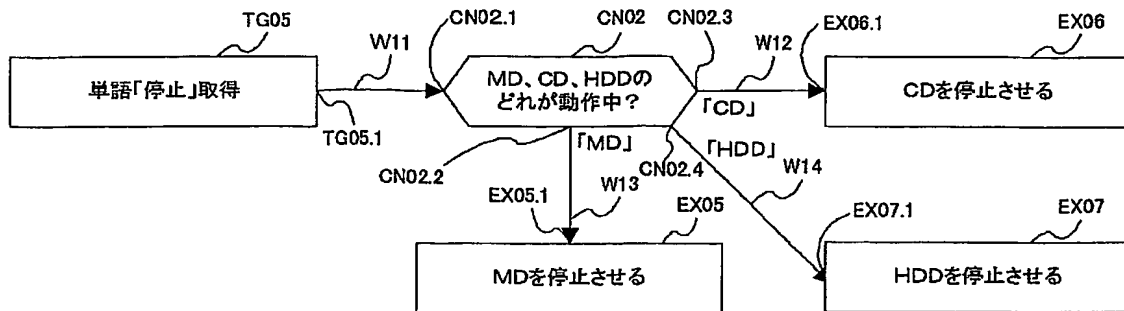 TG05
W11
CN02.1
CN02
CN02.3
W12
EX06.1
EX06
単語「停止」取得
MD、CD、HDDの
どれが動作中?
CDを停止させる
TG05.1
「CD」
「MD」
「HDD」
CN02.2
CN02.4
W14
EX05.1
W13
EX05
EX07.1
EX07
MDを停止させる
HDDを停止させる